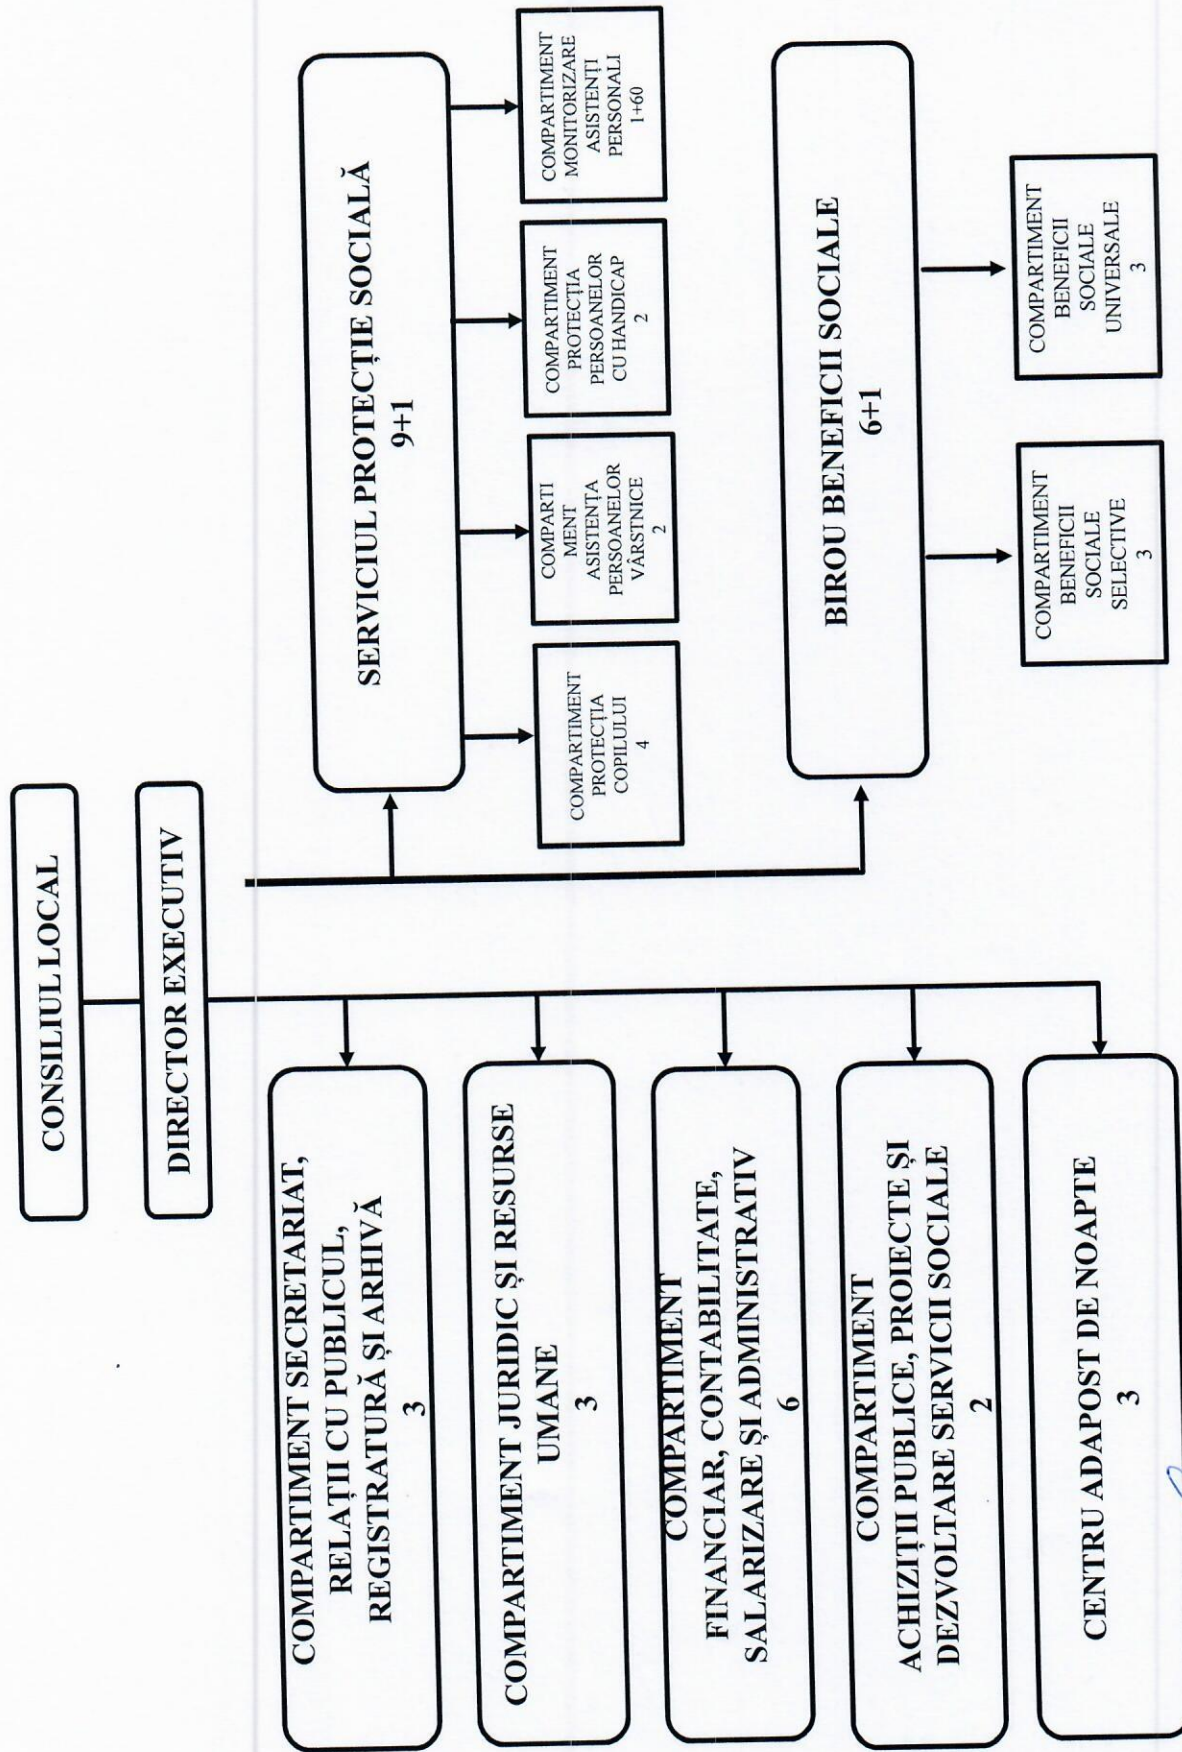 CONSILIUL LOCAL
DIRECTOR EXECUTIV
COMPARTIMENT SECRETARIAT,
RELAȚII CU PUBLICUL,
REGISTRATURĂ ȘI ARHIVĂ
3
COMPARTIMENT JURIDIC ȘI RESURSE
UMANE
3
COMPARTIMENT
FINANCIAR, CONTABILITATE,
SALARIZARE ȘI ADMINISTRATIV
6
COMPARTIMENT
ACHIZIȚII PUBLICE, PROIECTE ȘI
DEZVOLTARE SERVICII SOCIALE
2
CENTRU ADAPOST DE NOAPTE
3
SERVICIUL PROTECȚIE SOCIALĂ
9+1
COMPARTIMENT
PROTECȚIA
COPILULUI
4
COMPARTI
MENT
ASISTENȚA
PERSOANELOR
VÂRSTNICE
2
COMPARTIMENT
PROTECȚIA
PERSOANELOR
CU HANDICAP
2
COMPARTIMENT
MONITORIZARE
ASISTENȚI
PERSONALI
1+60
BIROU BENEFICII SOCIALE
6+1
COMPARTIMENT
BENEFICII
SOCIALE
SELECTIVE
3
COMPARTIMENT
BENEFICII
SOCIALE
UNIVERSALE
3